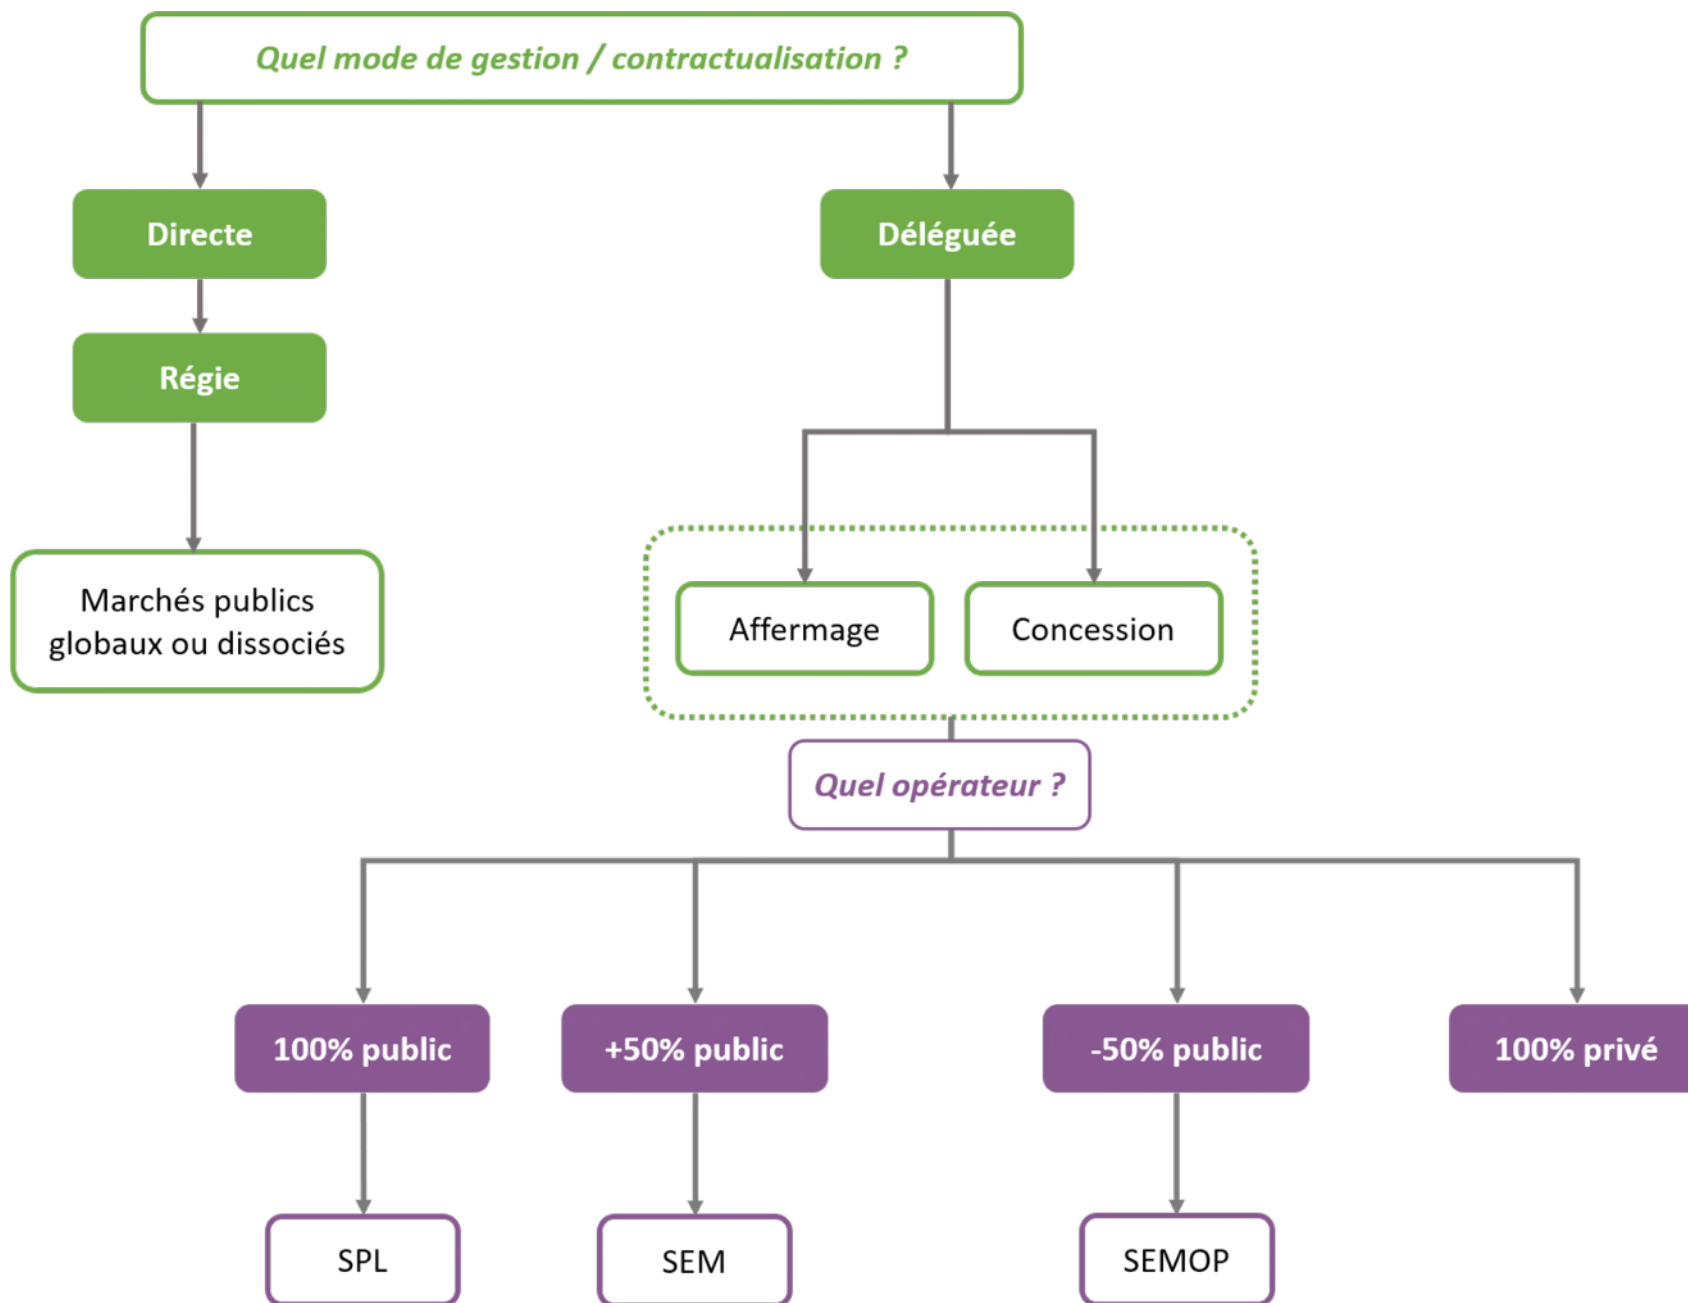 Quel mode de gestion / contractualisation ?
Directe
Déléguée
Régie
Marchés publics
globaux ou dissociés
Affermage
Concession
Quel opérateur ?
100% public
+50% public
-50% public
100% privé
SPL
SEM
SEMOP